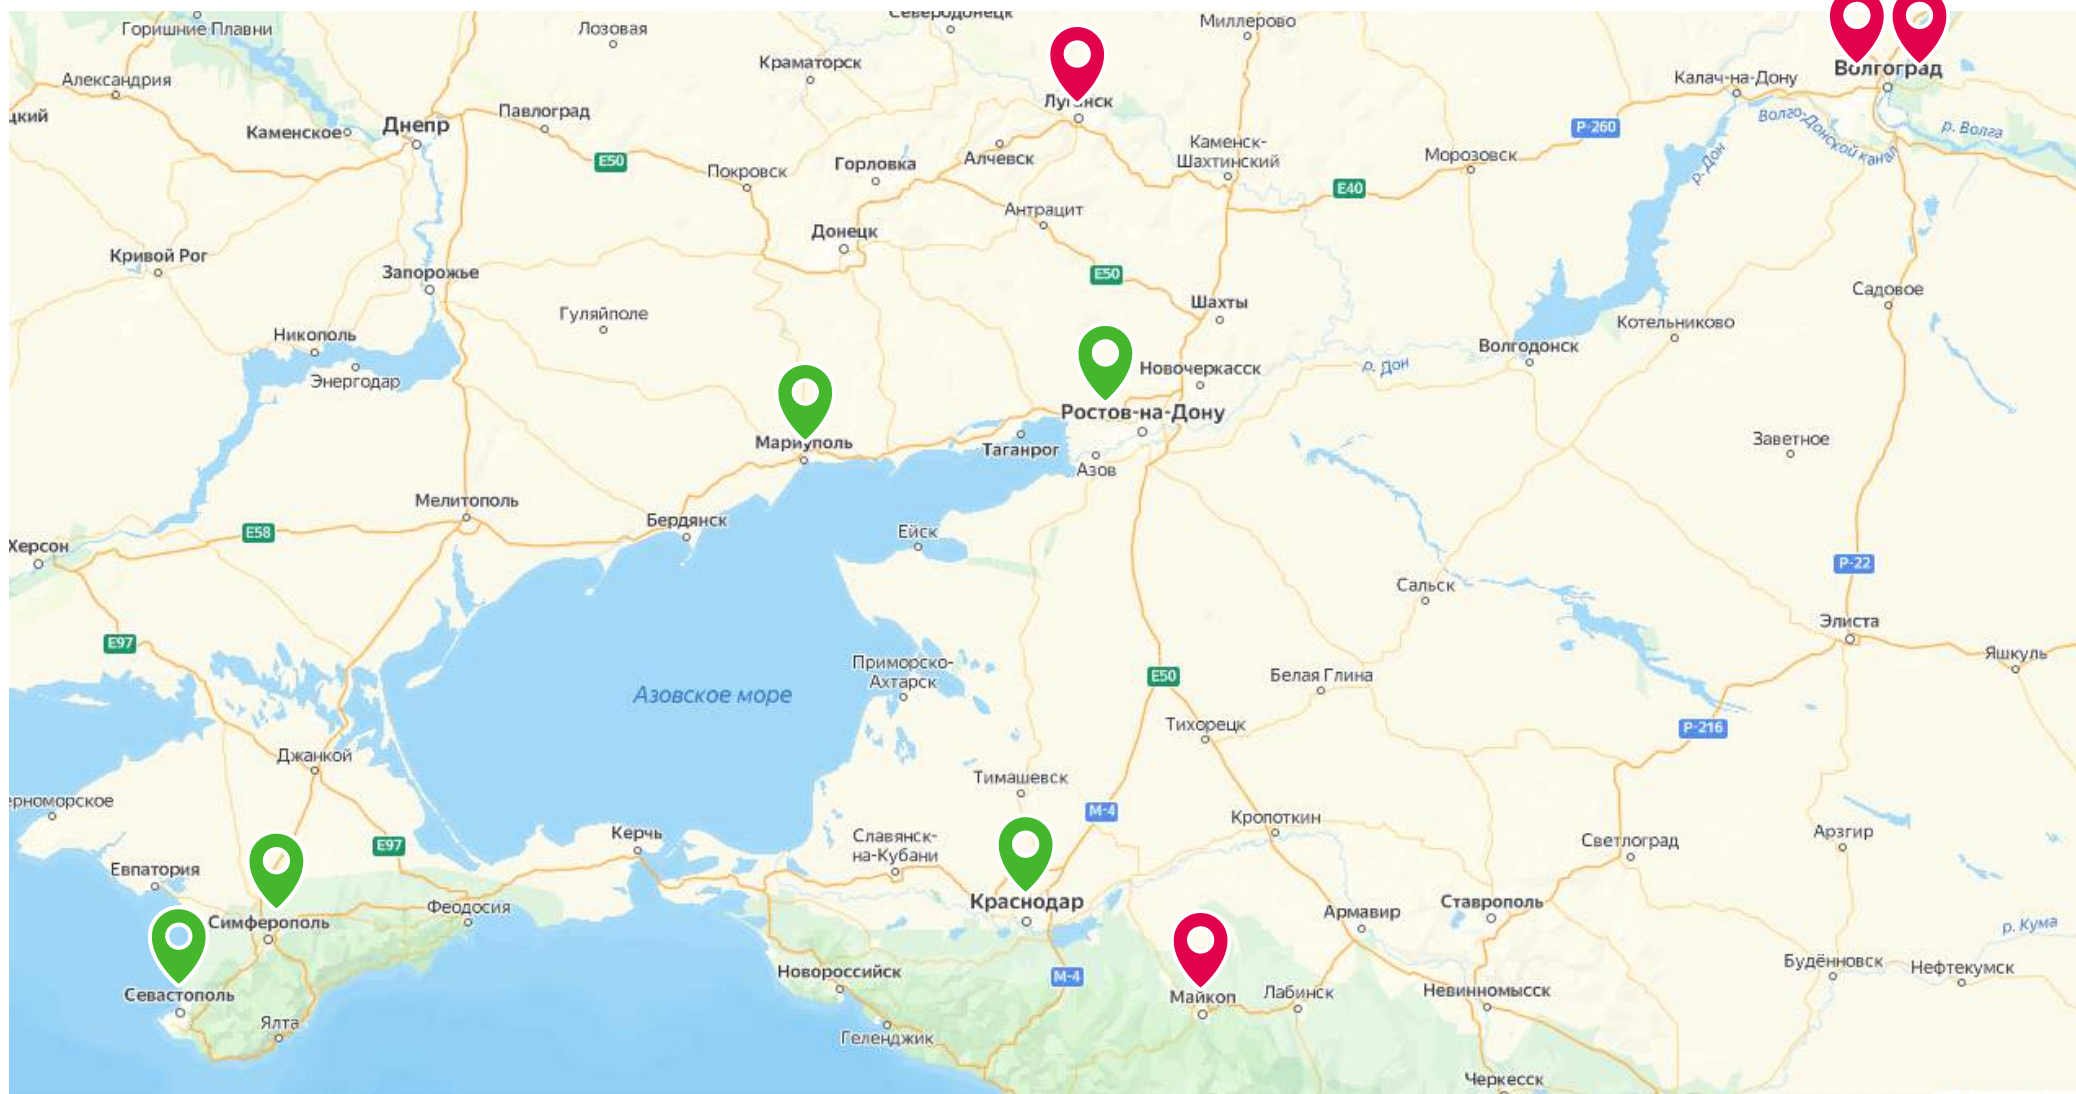 Северодонецк
Миллерово
Горишние Плавни
Лозовая
Краматорск
Волгоград
Калач-на-Дону
Александрия
Луганск
цкий
Павлоград
Каменское
Днепр
Р-260
Волго-Донской канал
р. Волга
E50
Алчевск
Каменск-
Шахтинский
Морозовск
р. Дон
Горловка
Покровск
E40
Антрацит
Донецк
Кривой Рог
Запорожье
E50
Садовое
Шахты
Гуляйполе
Котельниково
Никополь
Волгодонск
р. Дон
Новочеркасск
Энергодар
Ростов-на-Дону
Мариуполь
Таганрог
Заветное
Азов
Мелитополь
Бердянск
E58
Ейск
Херсон
Р-22
Сальск
Элиста
E97
Яшкуль
Приморско-
Ахтарск
E50
Белая Глина
Азовское море
Тихорецк
Р-216
Джанкой
Тимашевск
ерноморское
М-4
Кропоткин
Керчь
Славянск-
на-Кубани
Светлоград
Арзгир
E97
Евпатория
Феодосия
Краснодар
Ставрополь
Армавир
Симферополь
р. Кума
Будённовск
Нефтекумск
Новороссийск
М-4
Севастополь
Майкоп
Лабинск
Невинномысск
Ялта
Геленджик
Черкесск